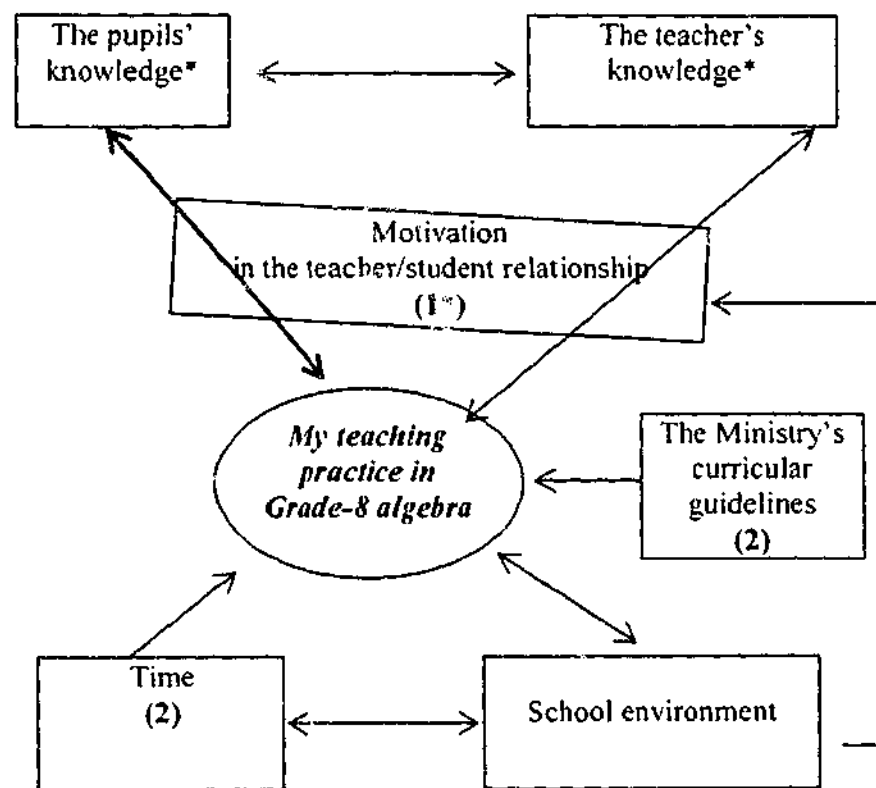 The pupils'
knowledge*
The teacher's
knowledge*
Motivation
in the teacher/student relationship
(1*)
My teaching
practice in
Grade-8 algebra
The Ministry's
curricular
guidelines
(2)
Time
(2)
School environment